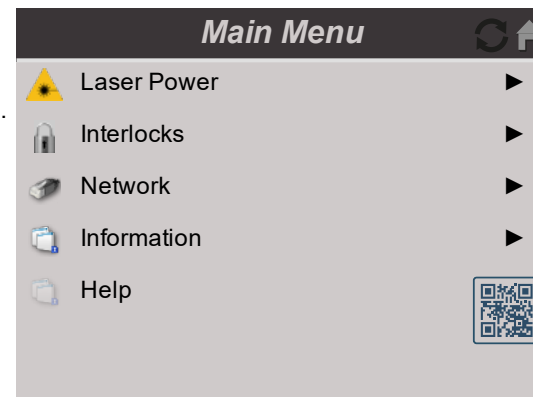 Main Menu
Laser Power
.
Interlocks
Network
Information
Help